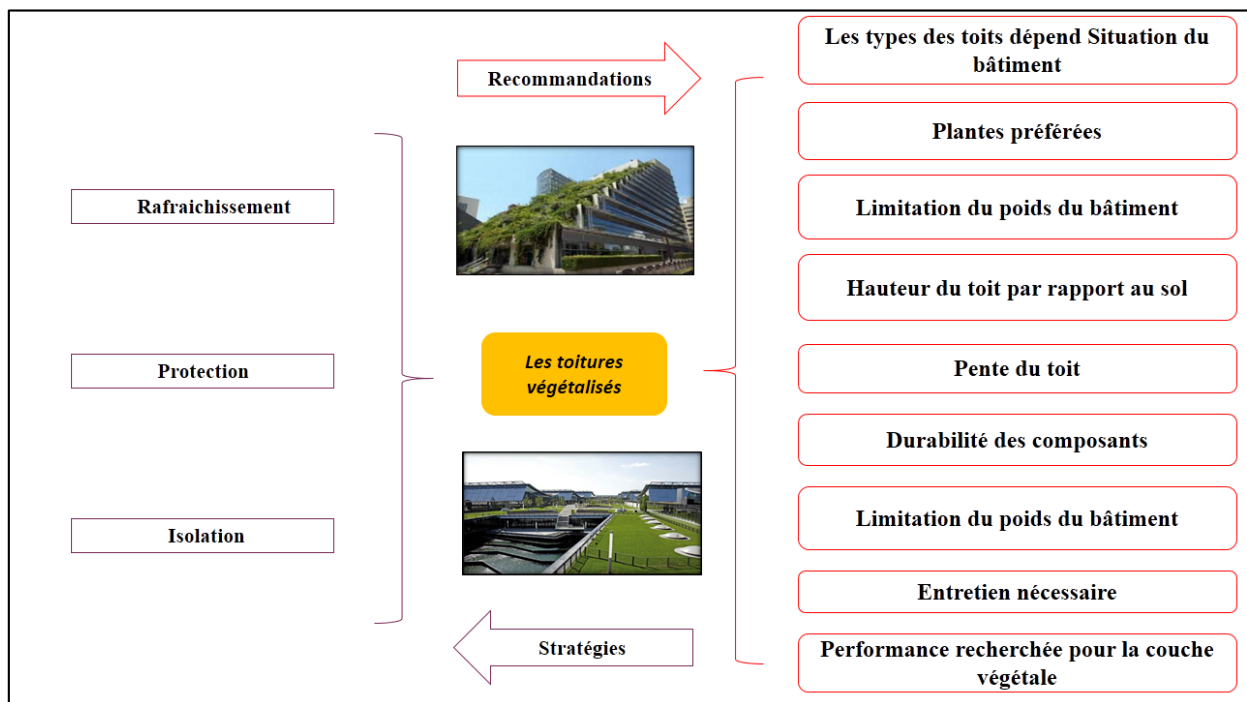 Rafraichissement
Protection
Isolation
Recommandations
Les toitures
végétalisés
Stratégies
Les types des toits dépend Situation du
bâtiment
Plantes préférées
Limitation du poids du bâtiment
Hauteur du toit par rapport au sol
Pente du toit
Durabilité des composants
Limitation du poids du bâtiment
Entretien nécessaire
Performance recherchée pour la couche
végétale